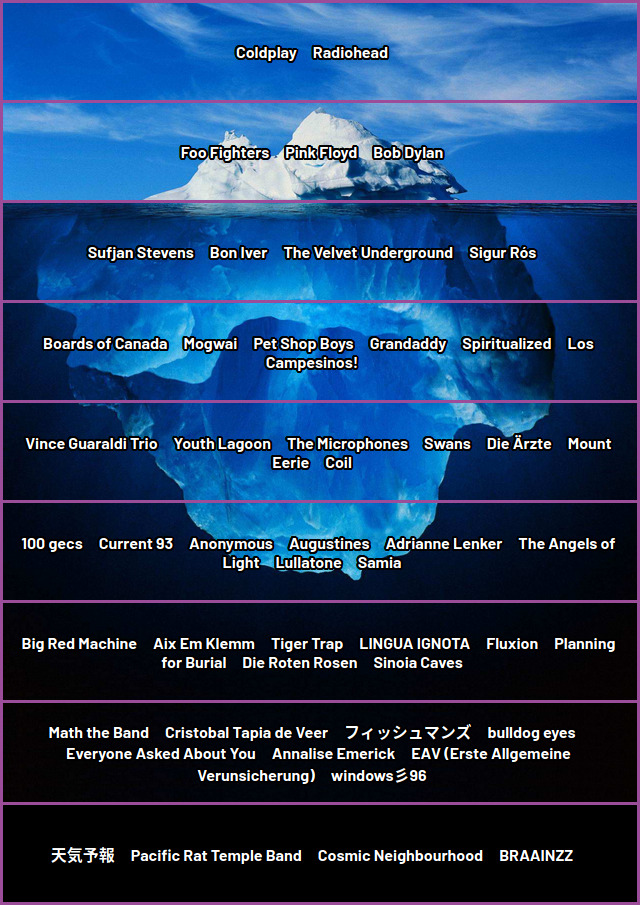 Coldplay Radiohead
Foo Fighters Pink Floyd Bob Dylan
Sufjan Stevens Bon Iver The Velvet Underground Sigur Rós
Boards of Canada Mogwai Pet Shop Boys Grandaddy Spiritualized Los
Campesinos!
Vince Guaraldi Trio Youth Lagoon The Microphones Swans Die Ärzte Mount
Eerie Coil
100 gecs Current 93 Anonymous Augustines Adrianne Lenker The Angels of
Light Lullatone Samia
Big Red Machine Aix Em Klemm Tiger Trap LINGUA IGNOTA Fluxion Planning
for Burial Die Roten Rosen Sinoia Caves
Math the Band Cristobal Tapia de Veer フィッシュマンズ bulldog eyes
Everyone Asked About You Annalise Emerick EAV (Erste Allgemeine
Verunsicherung) windows彡96
天気予報 Pacific Rat Temple Band Cosmic Neighbourhood BRAAINZZ